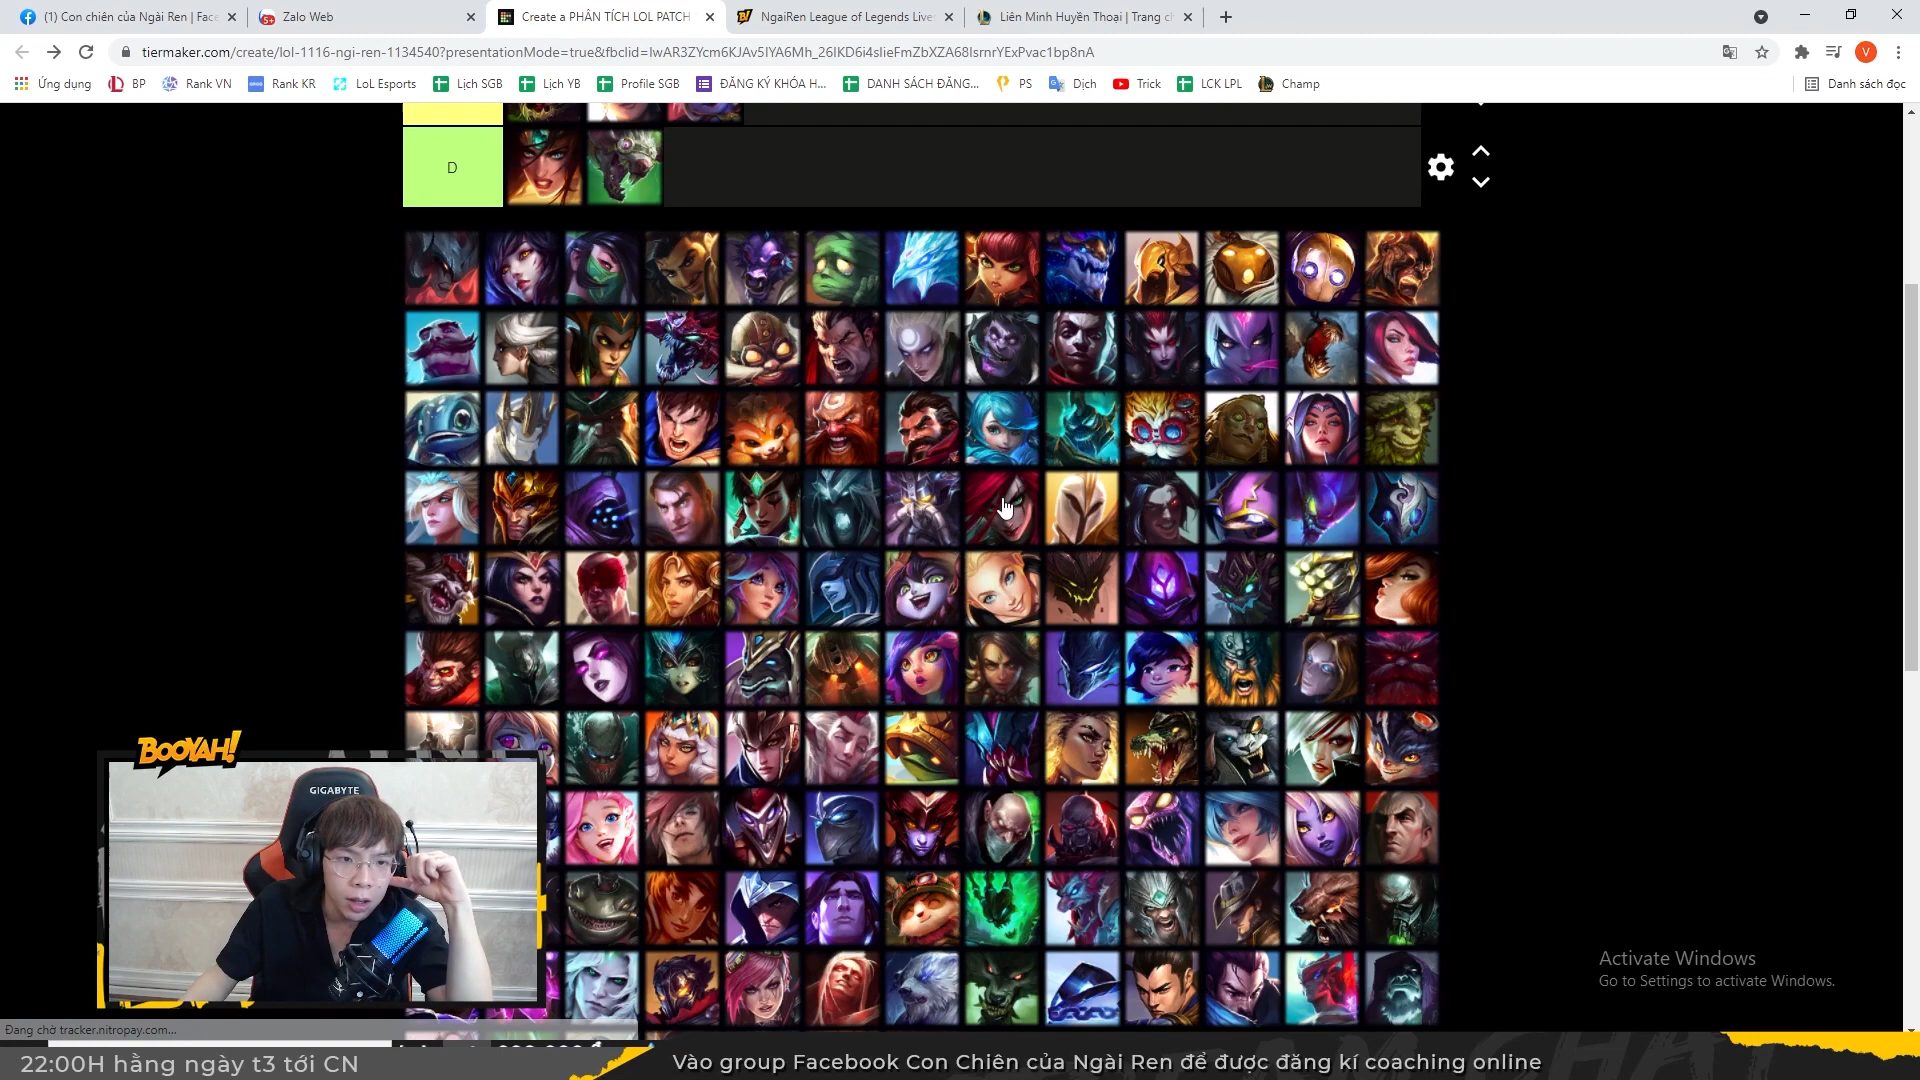 (1) Con chiên của Ngài Ren | Face
Zalo Web
Create a PHÂN TÍCH LOL PATCH
NgaiRen League of Legends Live
Liên Minh Huyền Thoại | Trang ch
tiermaker.com/create/lol-1116-ngi-ren-1134540?presentationMode=true&fbclid=IwAR3ZYcm6KJAv5IYA6Mh_26IKD6i4slieFmZbXZA68IsrnrYExPvac1bp8nA
V
Ứng dụng
BP
Rank VN
Rank KR
LoL Esports
Lịch SGB
Lịch YB
Profile SGB
ĐĂNG KÝ KHÓA H...
DANH SÁCH ĐĂNG...
PS
Dịch
Trick
LCK LPL
Champ
Danh sách đọc
D
BOOYAH!
GIGABYTE
Activate Windows
Go to Settings to activate Windows.
Đang chờ tracker.nitropay.com...
22:00H hằng ngày t3 tới CN
Vào group Facebook Con Chiên của Ngài Ren để được đăng kí coaching online